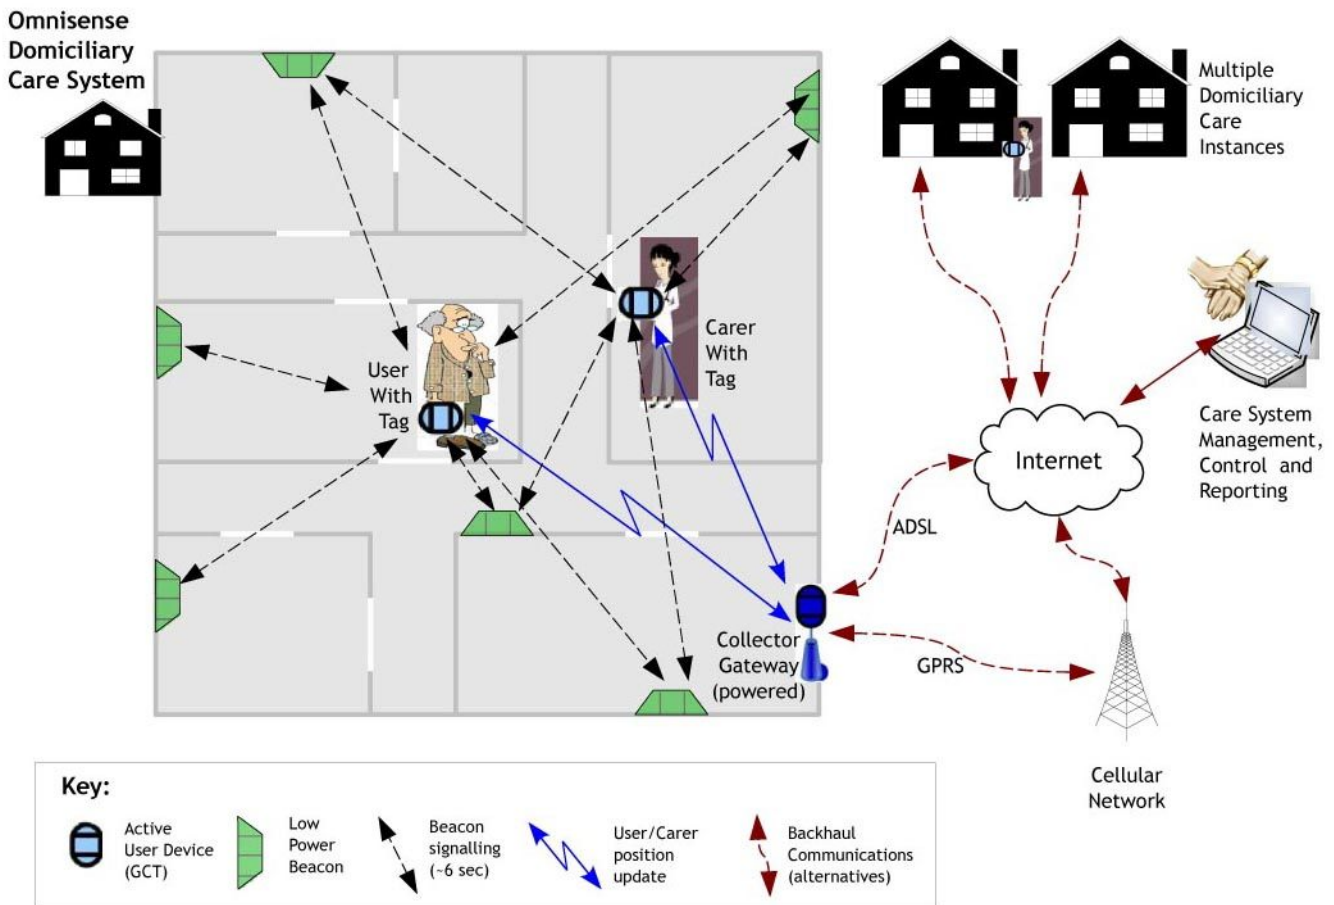 Omnisense
Domiciliary
Care System
Multiple
Domiciliary
Care
Instances
User
With
Tag
Carer
With
Tag
Internet
Care System
Management,
Control and
Reporting
ADSL
Collector
Gateway
(powered)
GPRS
Cellular
Network
Key:
Active
User Device
(GCT)
Low
Power
Beacon
Beacon
signalling
(~6 sec)
User/Carer
position
update
Backhaul
Communications
(alternatives)